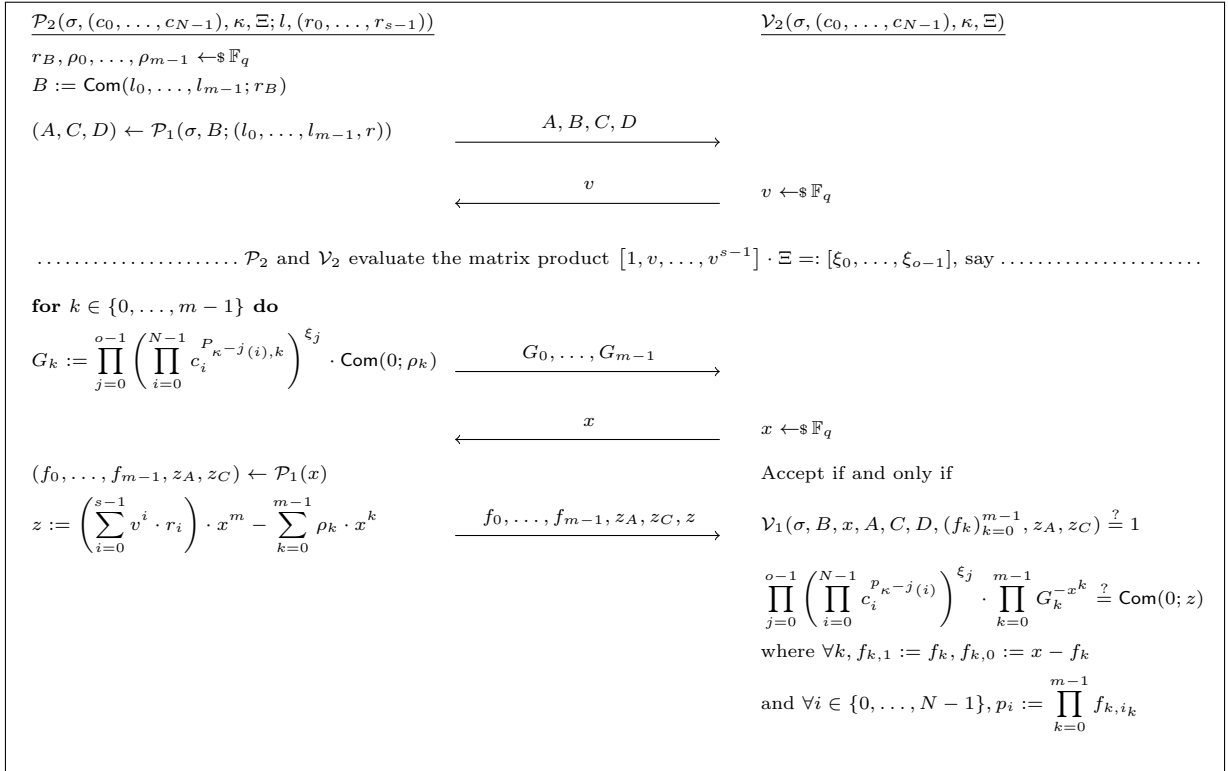 𝒫₂(σ, (c₀, …, c_{N−1}), κ, Ξ; l, (r₀, …, r_{s−1}))    𝒱₂(σ, (c₀, …, c_{N−1}), κ, Ξ)
r_B, ρ₀, …, ρ_{m−1} ←$ 𝔽_q
B := Com(l₀, …, l_{m−1}; r_B)
(A, C, D) ← 𝒫₁(σ, B; (l₀, …, l_{m−1}, r))    A, B, C, D
v    v ←$ 𝔽_q
...................... 𝒫₂ and 𝒱₂ evaluate the matrix product [1, v, …, v^{s−1}] · Ξ =: [ξ₀, …, ξ_{o−1}], say ......................
for k ∈ {0, …, m − 1} do
G_k := ∏_{j=0}^{o−1} (∏_{i=0}^{N−1} c_i^{P_{κ^{−j}(i),k}})^{ξ_j} · Com(0; ρ_k)    G₀, …, G_{m−1}
x    x ←$ 𝔽_q
(f₀, …, f_{m−1}, z_A, z_C) ← 𝒫₁(x)    Accept if and only if
z := (∑_{i=0}^{s−1} v^i · r_i) · x^m − ∑_{k=0}^{m−1} ρ_k · x^k    f₀, …, f_{m−1}, z_A, z_C, z    𝒱₁(σ, B, x, A, C, D, (f_k)_{k=0}^{m−1}, z_A, z_C) ≟ 1
∏_{j=0}^{o−1} (∏_{i=0}^{N−1} c_i^{p_{κ^{−j}(i)}})^{ξ_j} · ∏_{k=0}^{m−1} G_k^{−x^k} ≟ Com(0; z)
where ∀k, f_{k,1} := f_k, f_{k,0} := x − f_k
and ∀i ∈ {0, …, N − 1}, p_i := ∏_{k=0}^{m−1} f_{k,i_k}